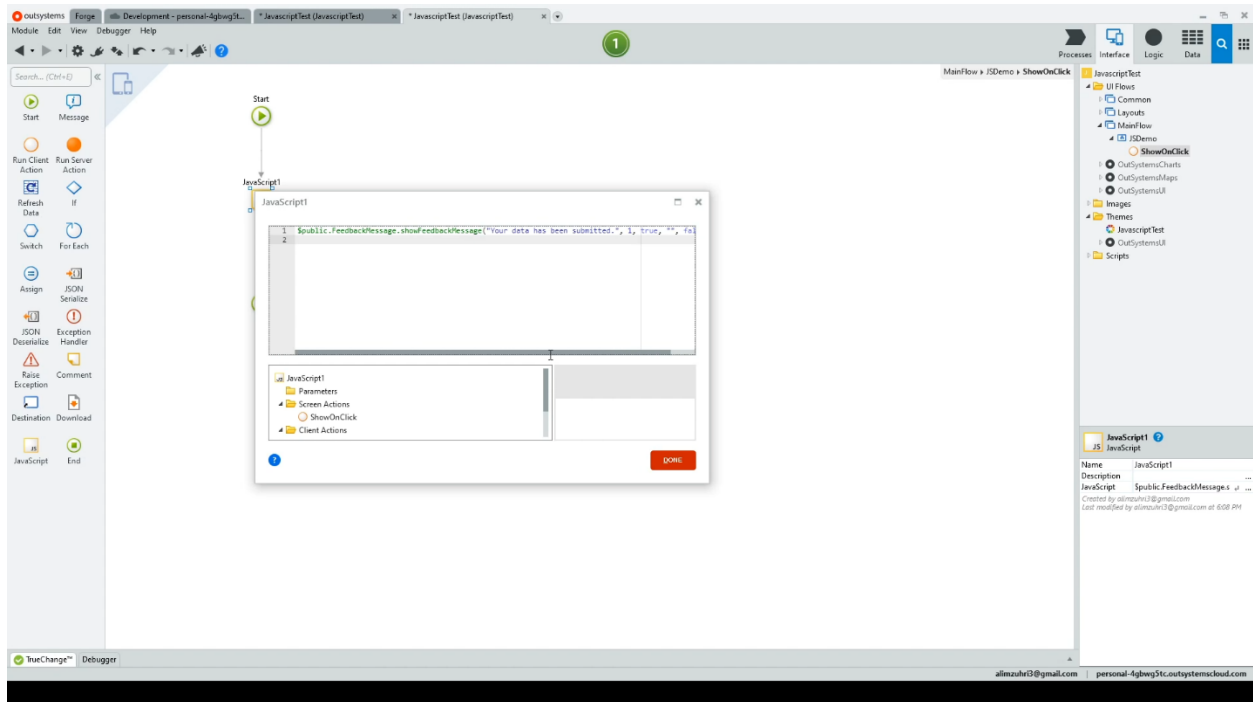 outsystems Forge Development - personal-4gbwg5t... * JavascriptTest (JavascriptTest) * JavascriptTest (JavascriptTest)
Module Edit View Debugger Help
1
Processes Interface Logic Data
Search... (Ctrl+E)
MainFlow JSDemo ShowOnClick
Start Message
Run Client Action Run Server Action
Refresh Data If
Switch For Each
Assign JSON Serialize
JSON Deserialize Exception Handler
Raise Exception Comment
Destination Download
JS
JavaScript End
Start
JavaScript1
JavaScript1
1 $public.FeedbackMessage.showFeedbackMessage("Your data has been submitted.", 1, true, "", fal
2
JavaScript1
Parameters
Screen Actions
ShowOnClick
Client Actions
DONE
JavascriptTest
UI Flows
Common
Layouts
MainFlow
JSDemo
ShowOnClick
OutSystemsCharts
OutSystemsMaps
OutSystemsUI
Images
Themes
JavascriptTest
OutSystemsUI
Scripts
JavaScript1
JS JavaScript
Name JavaScript1
Description ...
JavaScript $public.FeedbackMessage.s ...
Created by alimzuhri3@gmail.com
Last modified by alimzuhri3@gmail.com at 6:08 PM
TrueChange™ Debugger
alimzuhri3@gmail.com | personal-4gbwg5tc.outsystemscloud.com